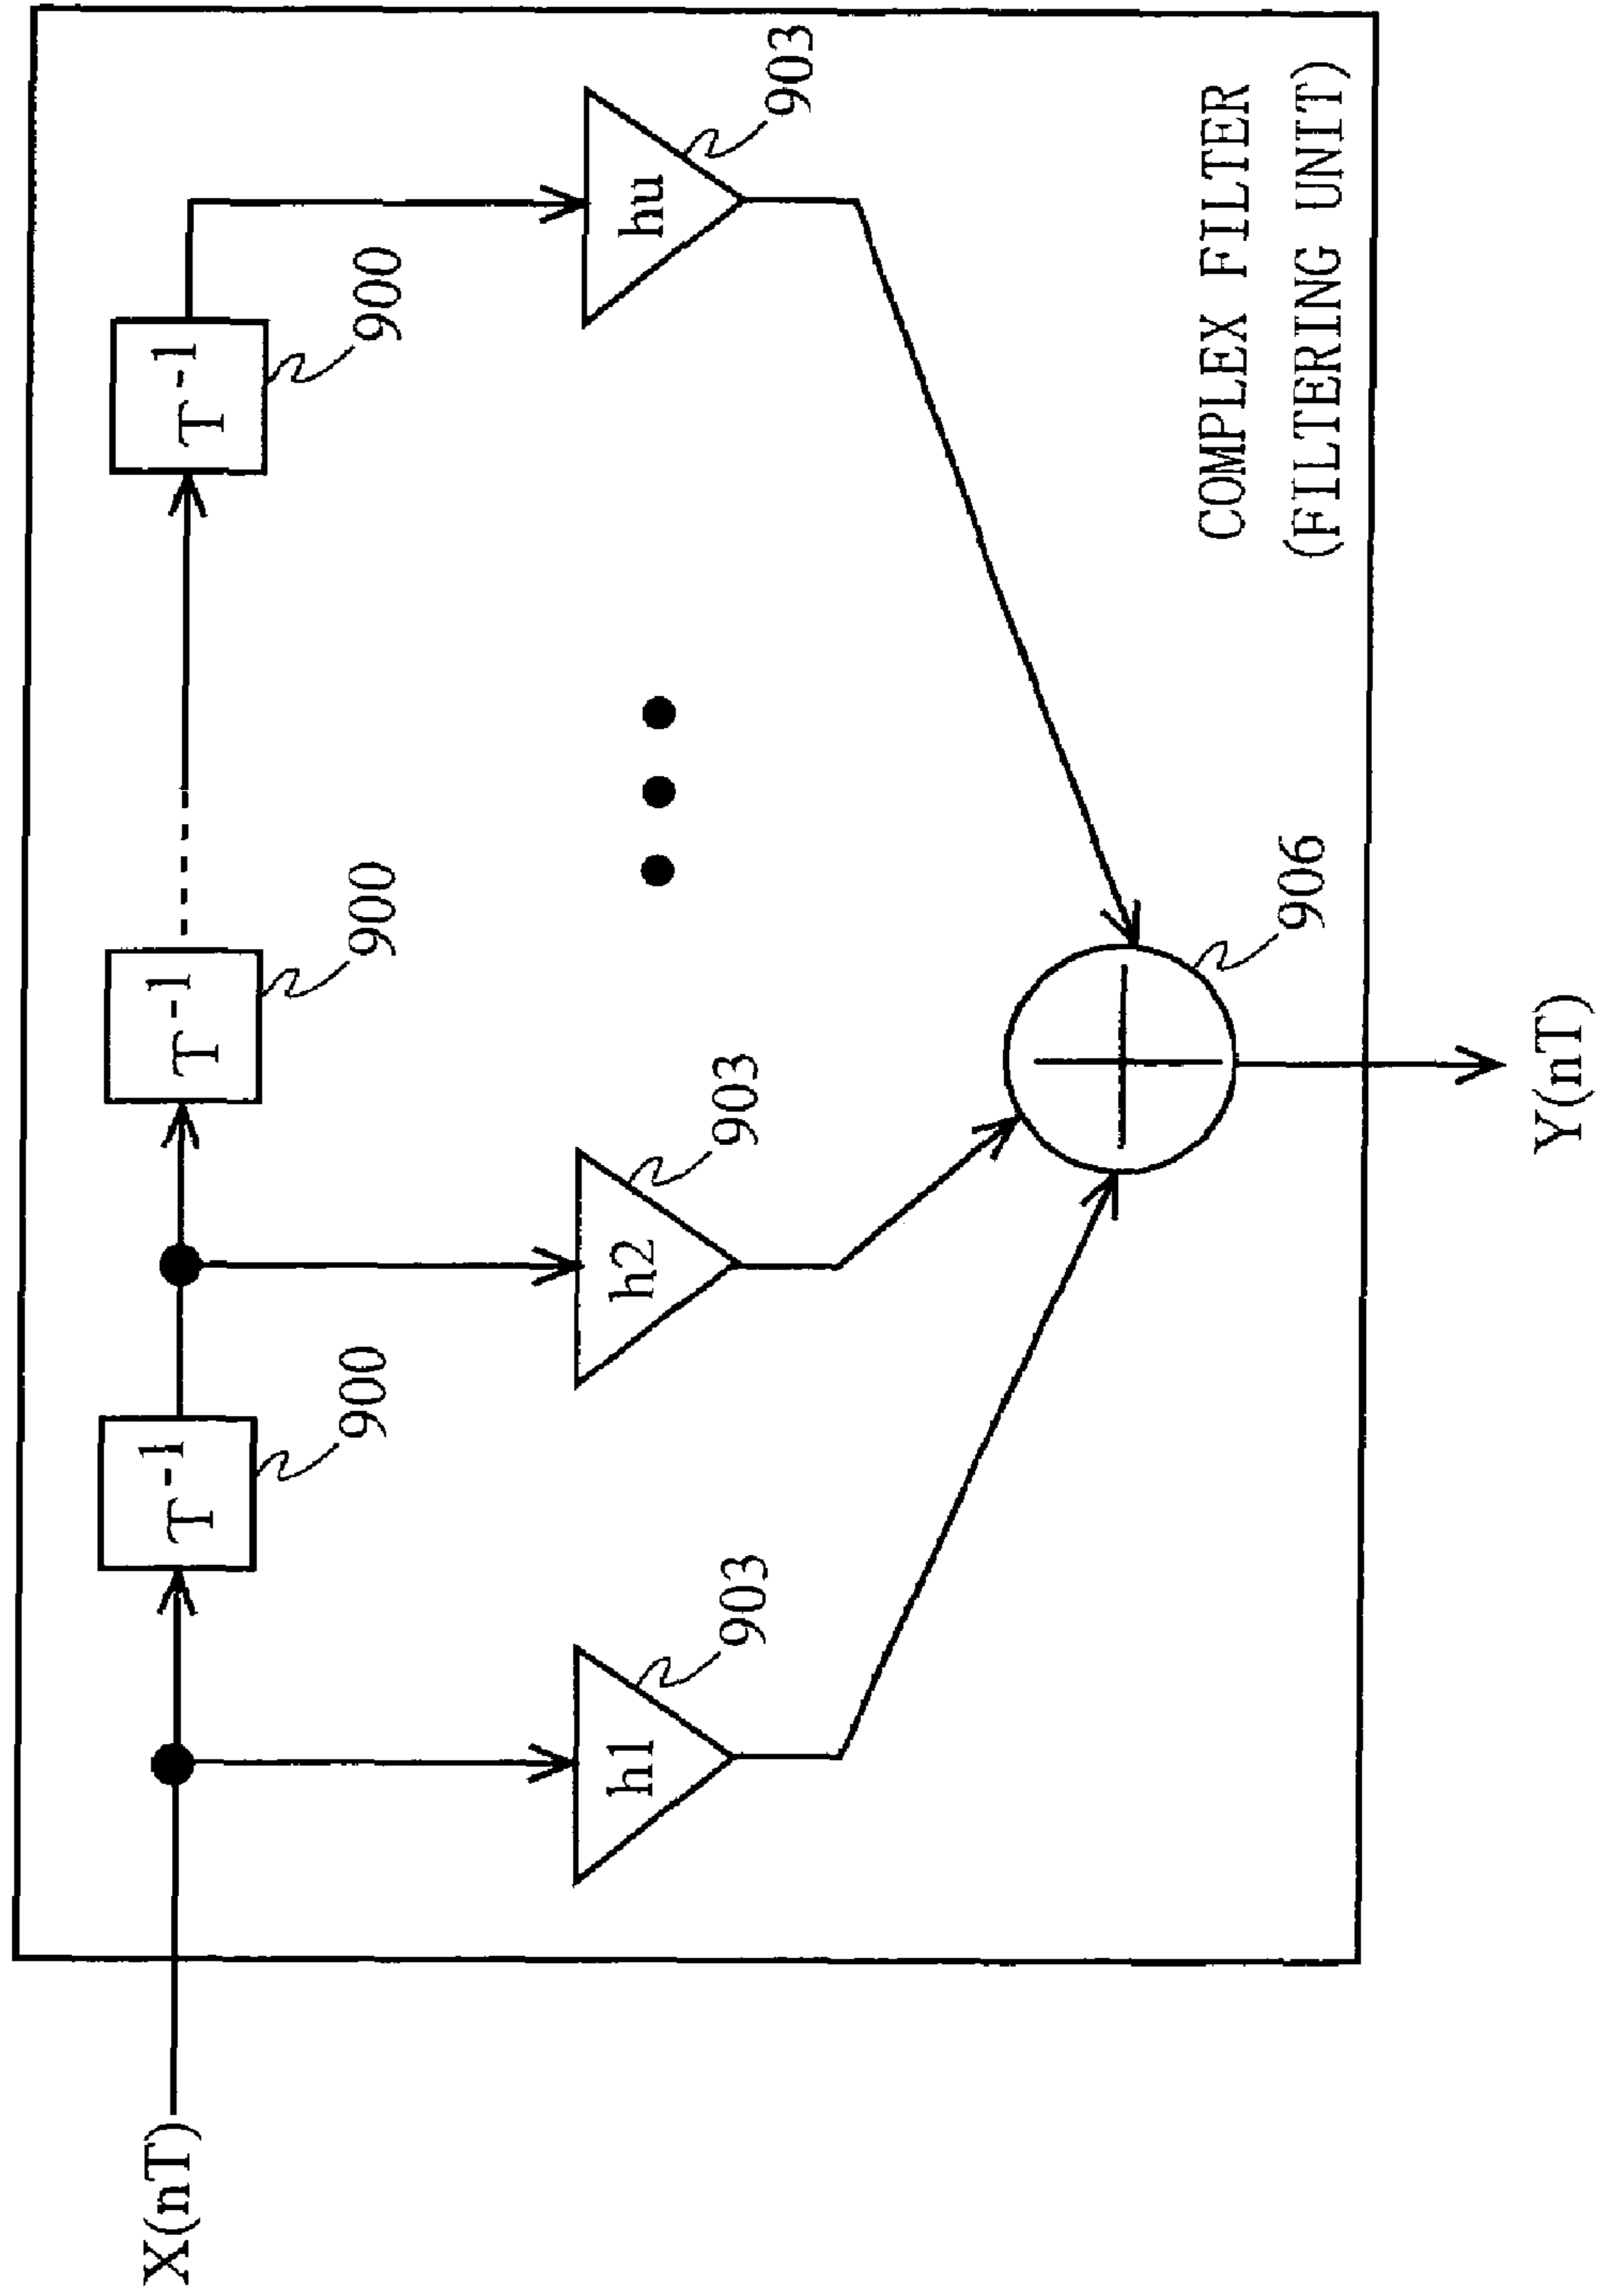 X(nT)
T-1
900
T-1
900
T-1
900
h1
903
h2
903
hu
903
906
COMPLEX FILTER
(FILTERING UNIT)
Y(nT)